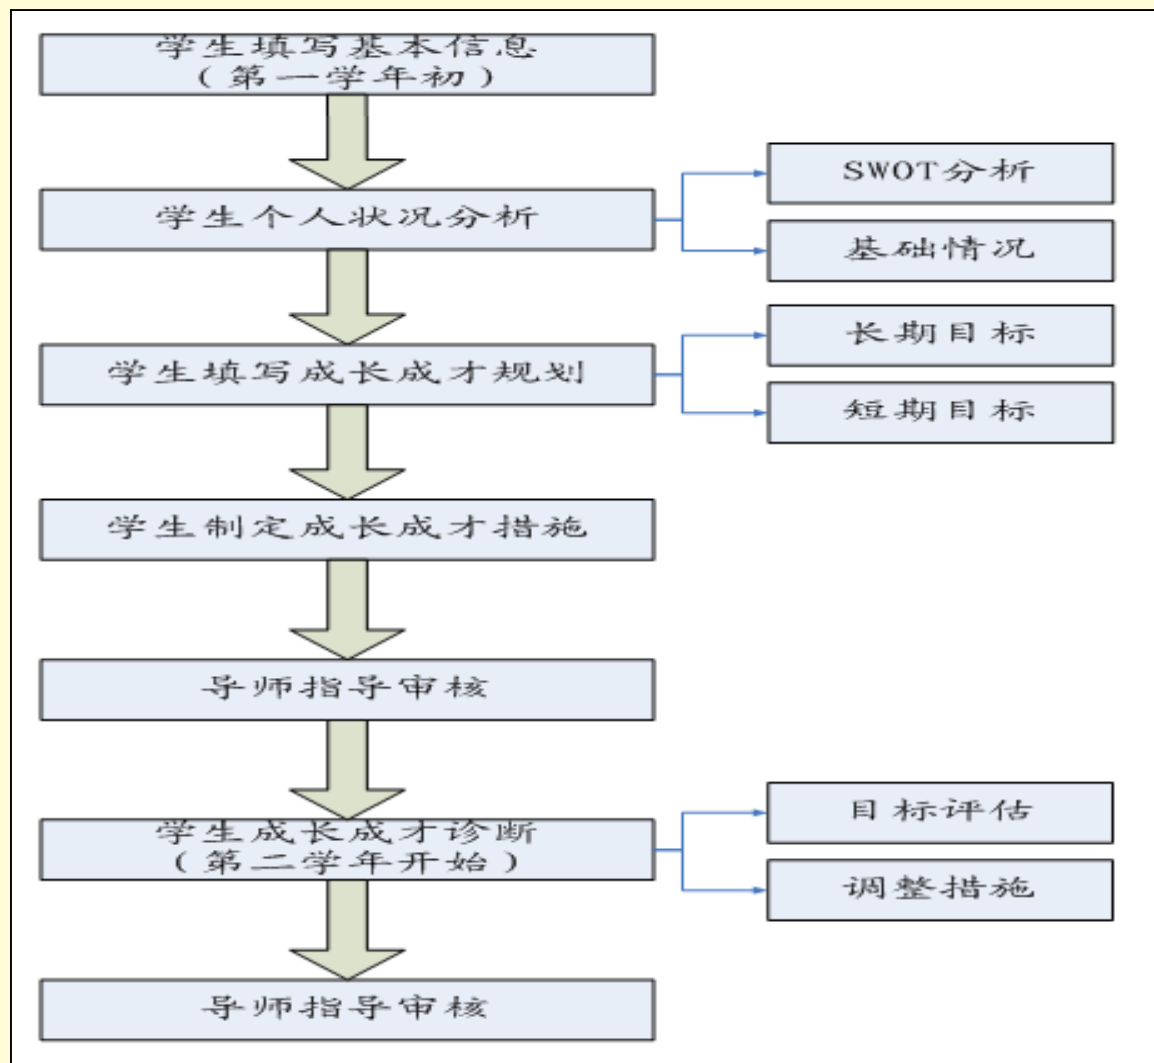 学生填写基本信息
(第一学年初)
学生个人状况分析
SWOT分析
基础情况
学生填写成长成才规划
长期目标
短期目标
学生制定成长成才措施
导师指导审核
学生成长成才诊断
(第二学年开始)
目标评估
调整措施
导师指导审核